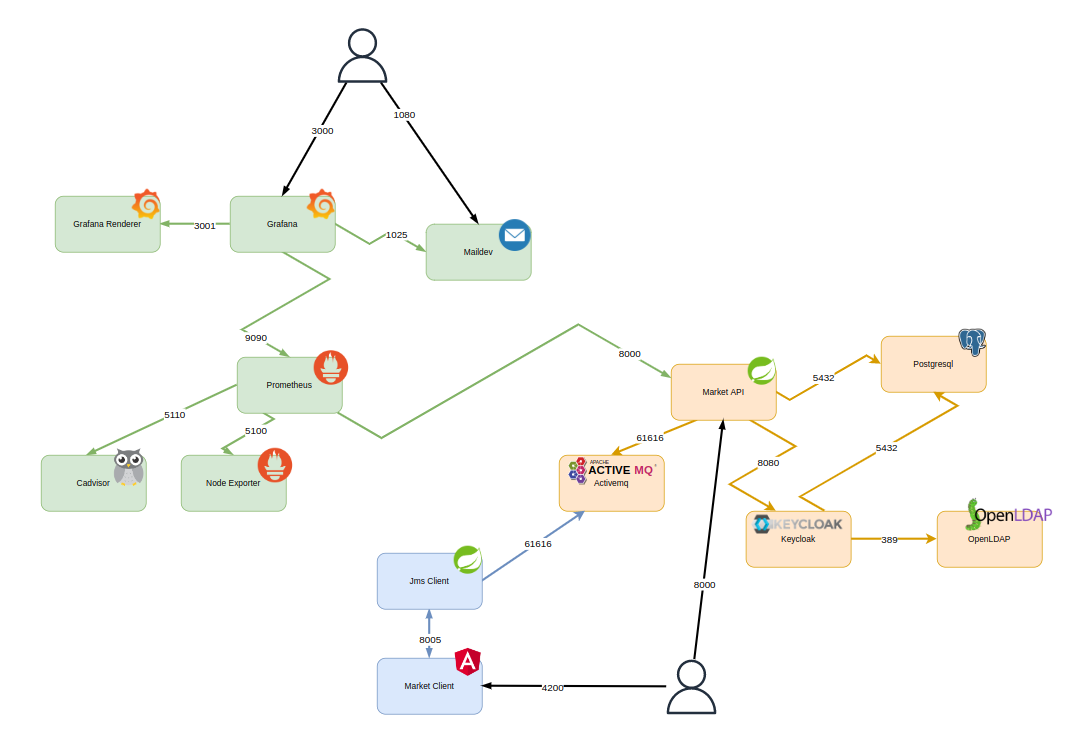 1080
3000
Grafana Renderer
3001
Grafana
1025
Maildev
9090
8000
Prometheus
Market API
5432
Postgresql
5110
5100
61616
8080
5432
Cadvisor
Node Exporter
APACHE
ACTIVE MQ
Activemq
KEYCLOAK
Keycloak
389
OpenLDAP
OpenLDAP
61616
Jms Client
8000
8005
Market Client
4200